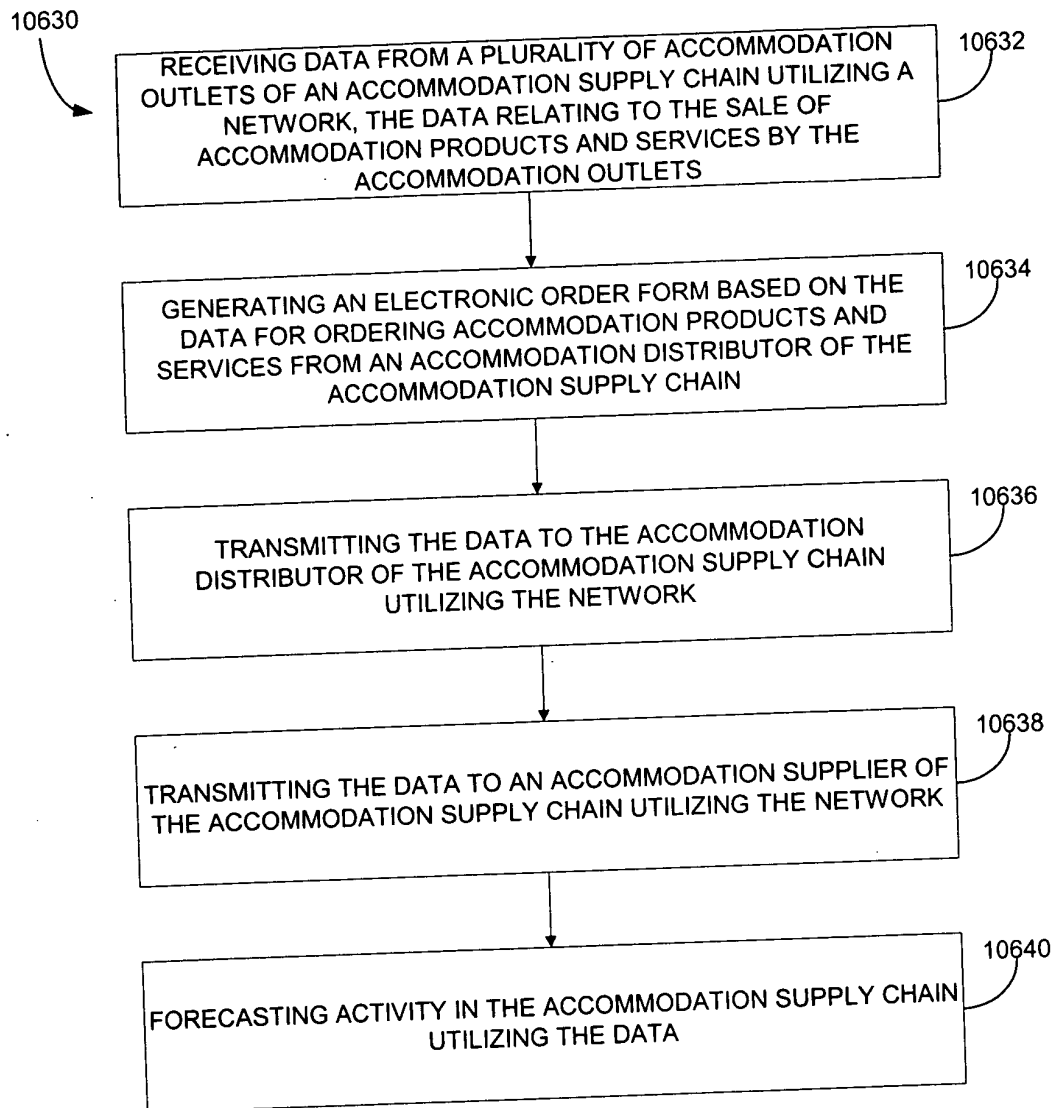 10630
10632
RECEIVING DATA FROM A PLURALITY OF ACCOMMODATION
OUTLETS OF AN ACCOMMODATION SUPPLY CHAIN UTILIZING A
NETWORK, THE DATA RELATING TO THE SALE OF
ACCOMMODATION PRODUCTS AND SERVICES BY THE
ACCOMMODATION OUTLETS
10634
GENERATING AN ELECTRONIC ORDER FORM BASED ON THE
DATA FOR ORDERING ACCOMMODATION PRODUCTS AND
SERVICES FROM AN ACCOMMODATION DISTRIBUTOR OF THE
ACCOMMODATION SUPPLY CHAIN
10636
TRANSMITTING THE DATA TO THE ACCOMMODATION
DISTRIBUTOR OF THE ACCOMMODATION SUPPLY CHAIN
UTILIZING THE NETWORK
10638
TRANSMITTING THE DATA TO AN ACCOMMODATION SUPPLIER OF
THE ACCOMMODATION SUPPLY CHAIN UTILIZING THE NETWORK
10640
FORECASTING ACTIVITY IN THE ACCOMMODATION SUPPLY CHAIN
UTILIZING THE DATA